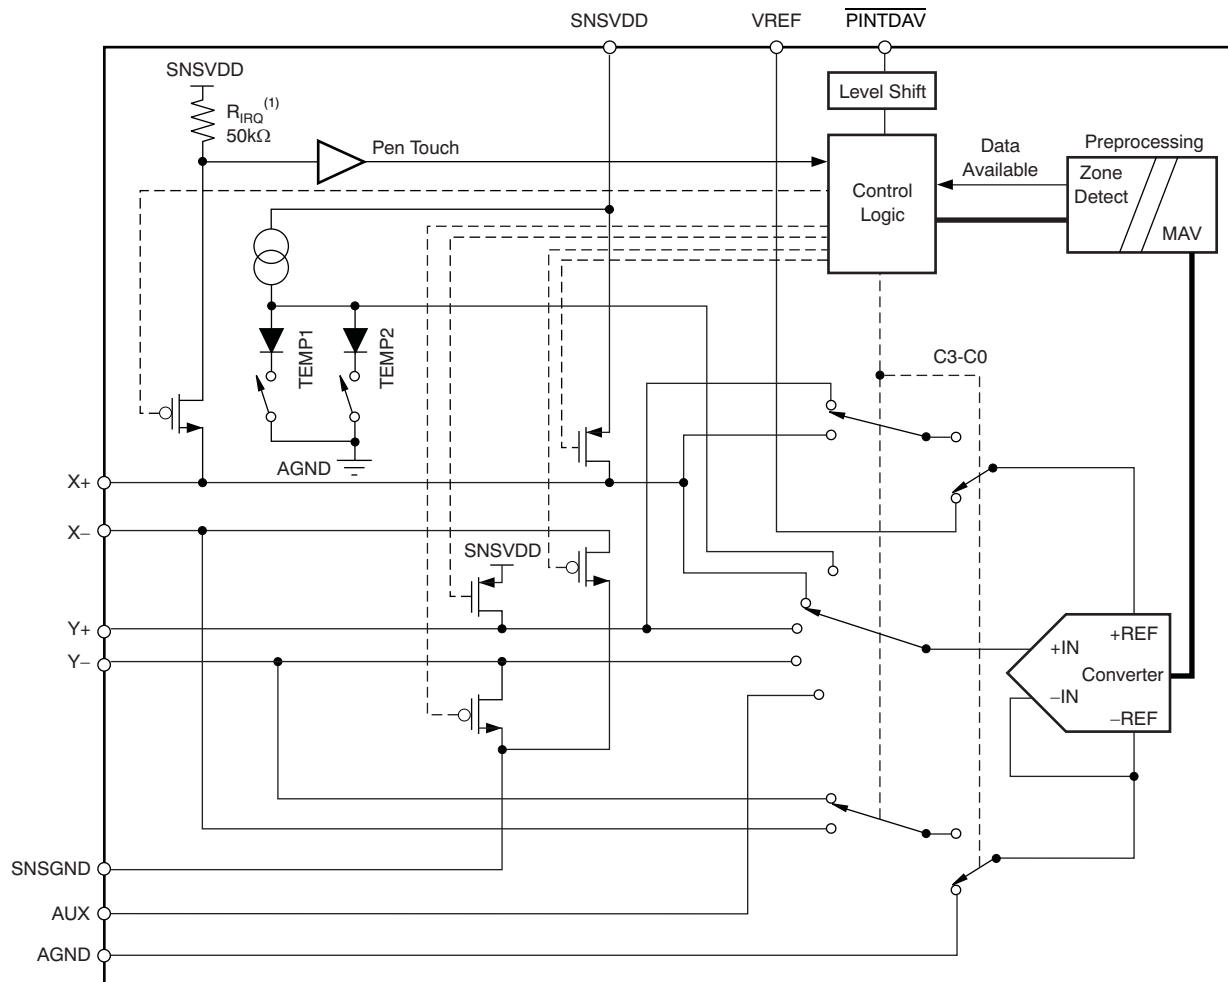 SNSVDD
VREF
PINTDAV
SNSVDD
RIRQ(1)
50kΩ
Level Shift
Pen Touch
Data
Available
Preprocessing
Control
Logic
Zone
Detect
MAV
TEMP1
TEMP2
C3-C0
AGND
X+
X−
SNSVDD
Y+
Y−
+IN
+REF
Converter
−IN
−REF
SNSGND
AUX
AGND